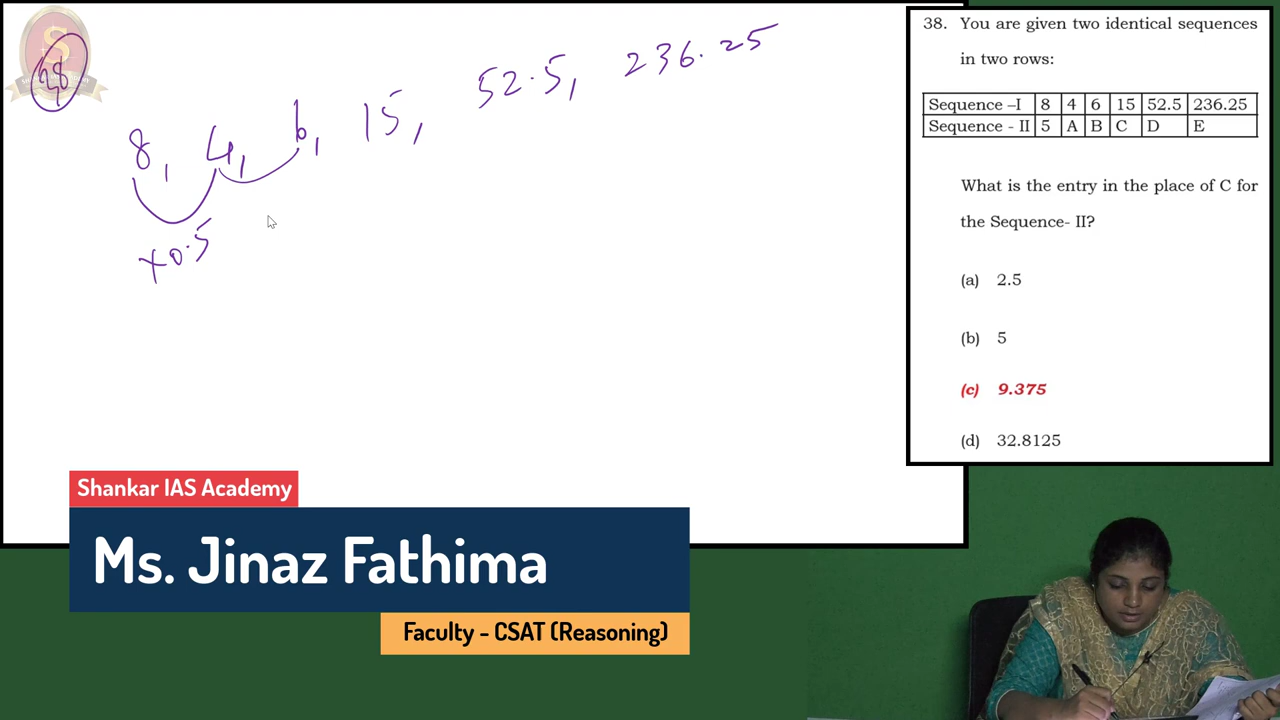 38
8, 4, 6, 15, 52.5, 236.25
×0.5
38. You are given two identical sequences
in two rows:
Sequence –I 8 4 6 15 52.5 236.25
Sequence - II 5 A B C D E
What is the entry in the place of C for
the Sequence- II?
(a) 2.5
(b) 5
(c) 9.375
(d) 32.8125
Shankar IAS Academy
Ms. Jinaz Fathima
Faculty - CSAT (Reasoning)